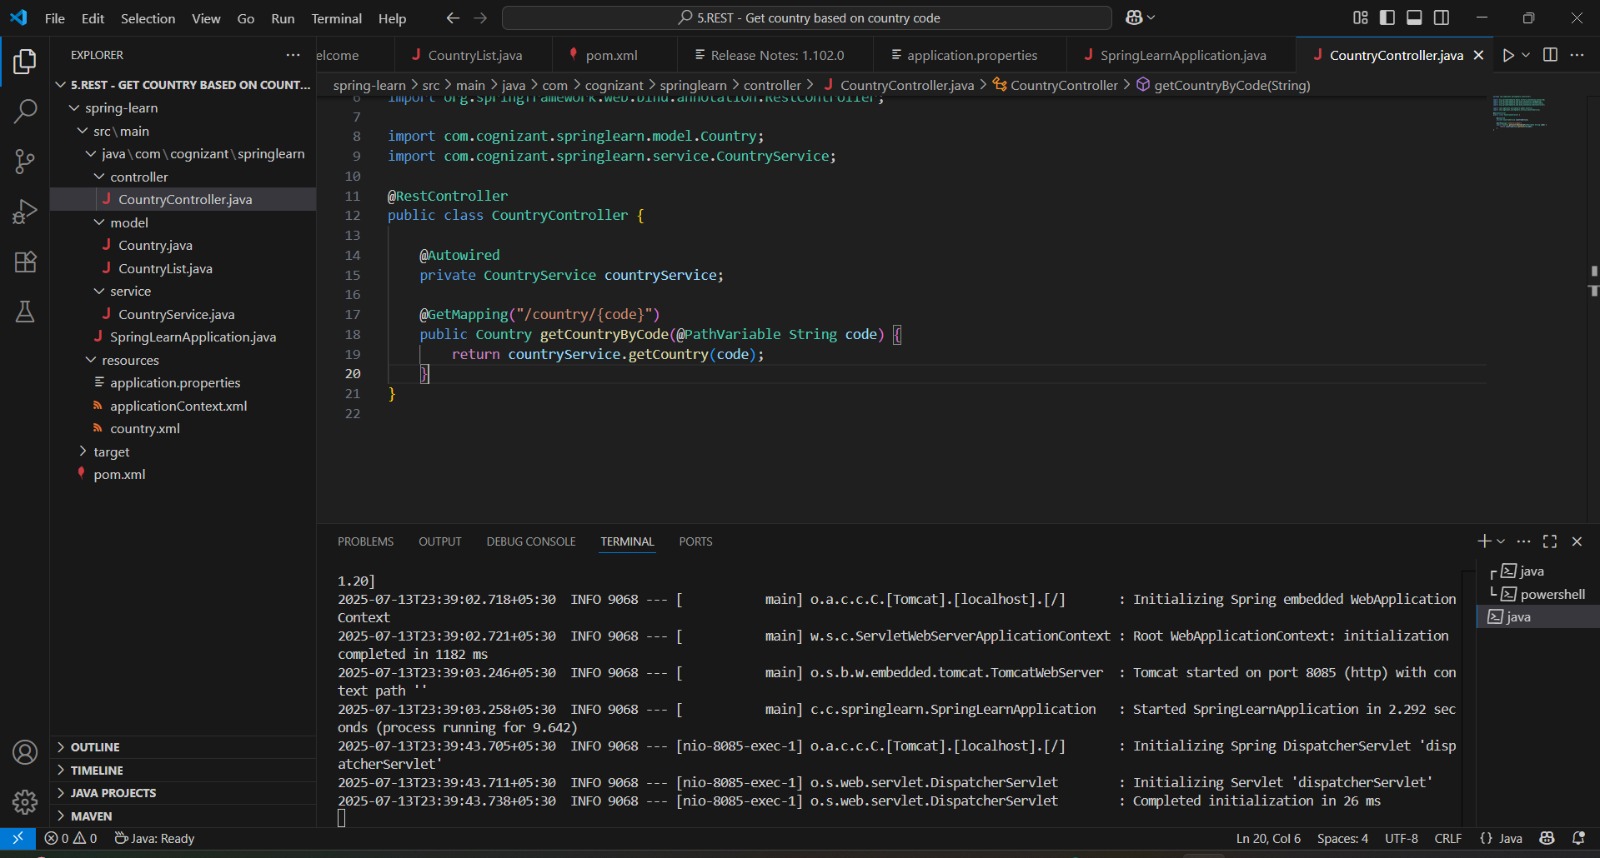 File Edit Selection View Go Run Terminal Help
5.REST - Get country based on country code
EXPLORER
5.REST - GET COUNTRY BASED ON COUNT...
spring-learn
src\main
java\com\cognizant\springlearn
controller
CountryController.java
model
Country.java
CountryList.java
service
CountryService.java
SpringLearnApplication.java
resources
application.properties
applicationContext.xml
country.xml
target
pom.xml
OUTLINE
TIMELINE
JAVA PROJECTS
MAVEN
elcome CountryList.java pom.xml Release Notes: 1.102.0 application.properties SpringLearnApplication.java CountryController.java
spring-learn > src > main > java > com > cognizant > springlearn > controller > CountryController.java > CountryController > getCountryByCode(String)
6 import org.springframework.web.bind.annotation.RestController;
7
8 import com.cognizant.springlearn.model.Country;
9 import com.cognizant.springlearn.service.CountryService;
10
11 @RestController
12 public class CountryController {
13
14 @Autowired
15 private CountryService countryService;
16
17 @GetMapping("/country/{code}")
18 public Country getCountryByCode(@PathVariable String code) {
19 return countryService.getCountry(code);
20 }
21 }
22
PROBLEMS OUTPUT DEBUG CONSOLE TERMINAL PORTS
1.20]
2025-07-13T23:39:02.718+05:30 INFO 9068 --- [ main] o.a.c.c.C.[Tomcat].[localhost].[/] : Initializing Spring embedded WebApplication
Context
2025-07-13T23:39:02.721+05:30 INFO 9068 --- [ main] w.s.c.ServletWebServerApplicationContext : Root WebApplicationContext: initialization
completed in 1182 ms
2025-07-13T23:39:03.246+05:30 INFO 9068 --- [ main] o.s.b.w.embedded.tomcat.TomcatWebServer : Tomcat started on port 8085 (http) with con
text path ''
2025-07-13T23:39:03.258+05:30 INFO 9068 --- [ main] c.c.springlearn.SpringLearnApplication : Started SpringLearnApplication in 2.292 sec
onds (process running for 9.642)
2025-07-13T23:39:43.705+05:30 INFO 9068 --- [nio-8085-exec-1] o.a.c.c.C.[Tomcat].[localhost].[/] : Initializing Spring DispatcherServlet 'disp
atcherServlet'
2025-07-13T23:39:43.711+05:30 INFO 9068 --- [nio-8085-exec-1] o.s.web.servlet.DispatcherServlet : Initializing Servlet 'dispatcherServlet'
2025-07-13T23:39:43.738+05:30 INFO 9068 --- [nio-8085-exec-1] o.s.web.servlet.DispatcherServlet : Completed initialization in 26 ms
java
powershell
java
0 0 Java: Ready
Ln 20, Col 6 Spaces: 4 UTF-8 CRLF {} Java